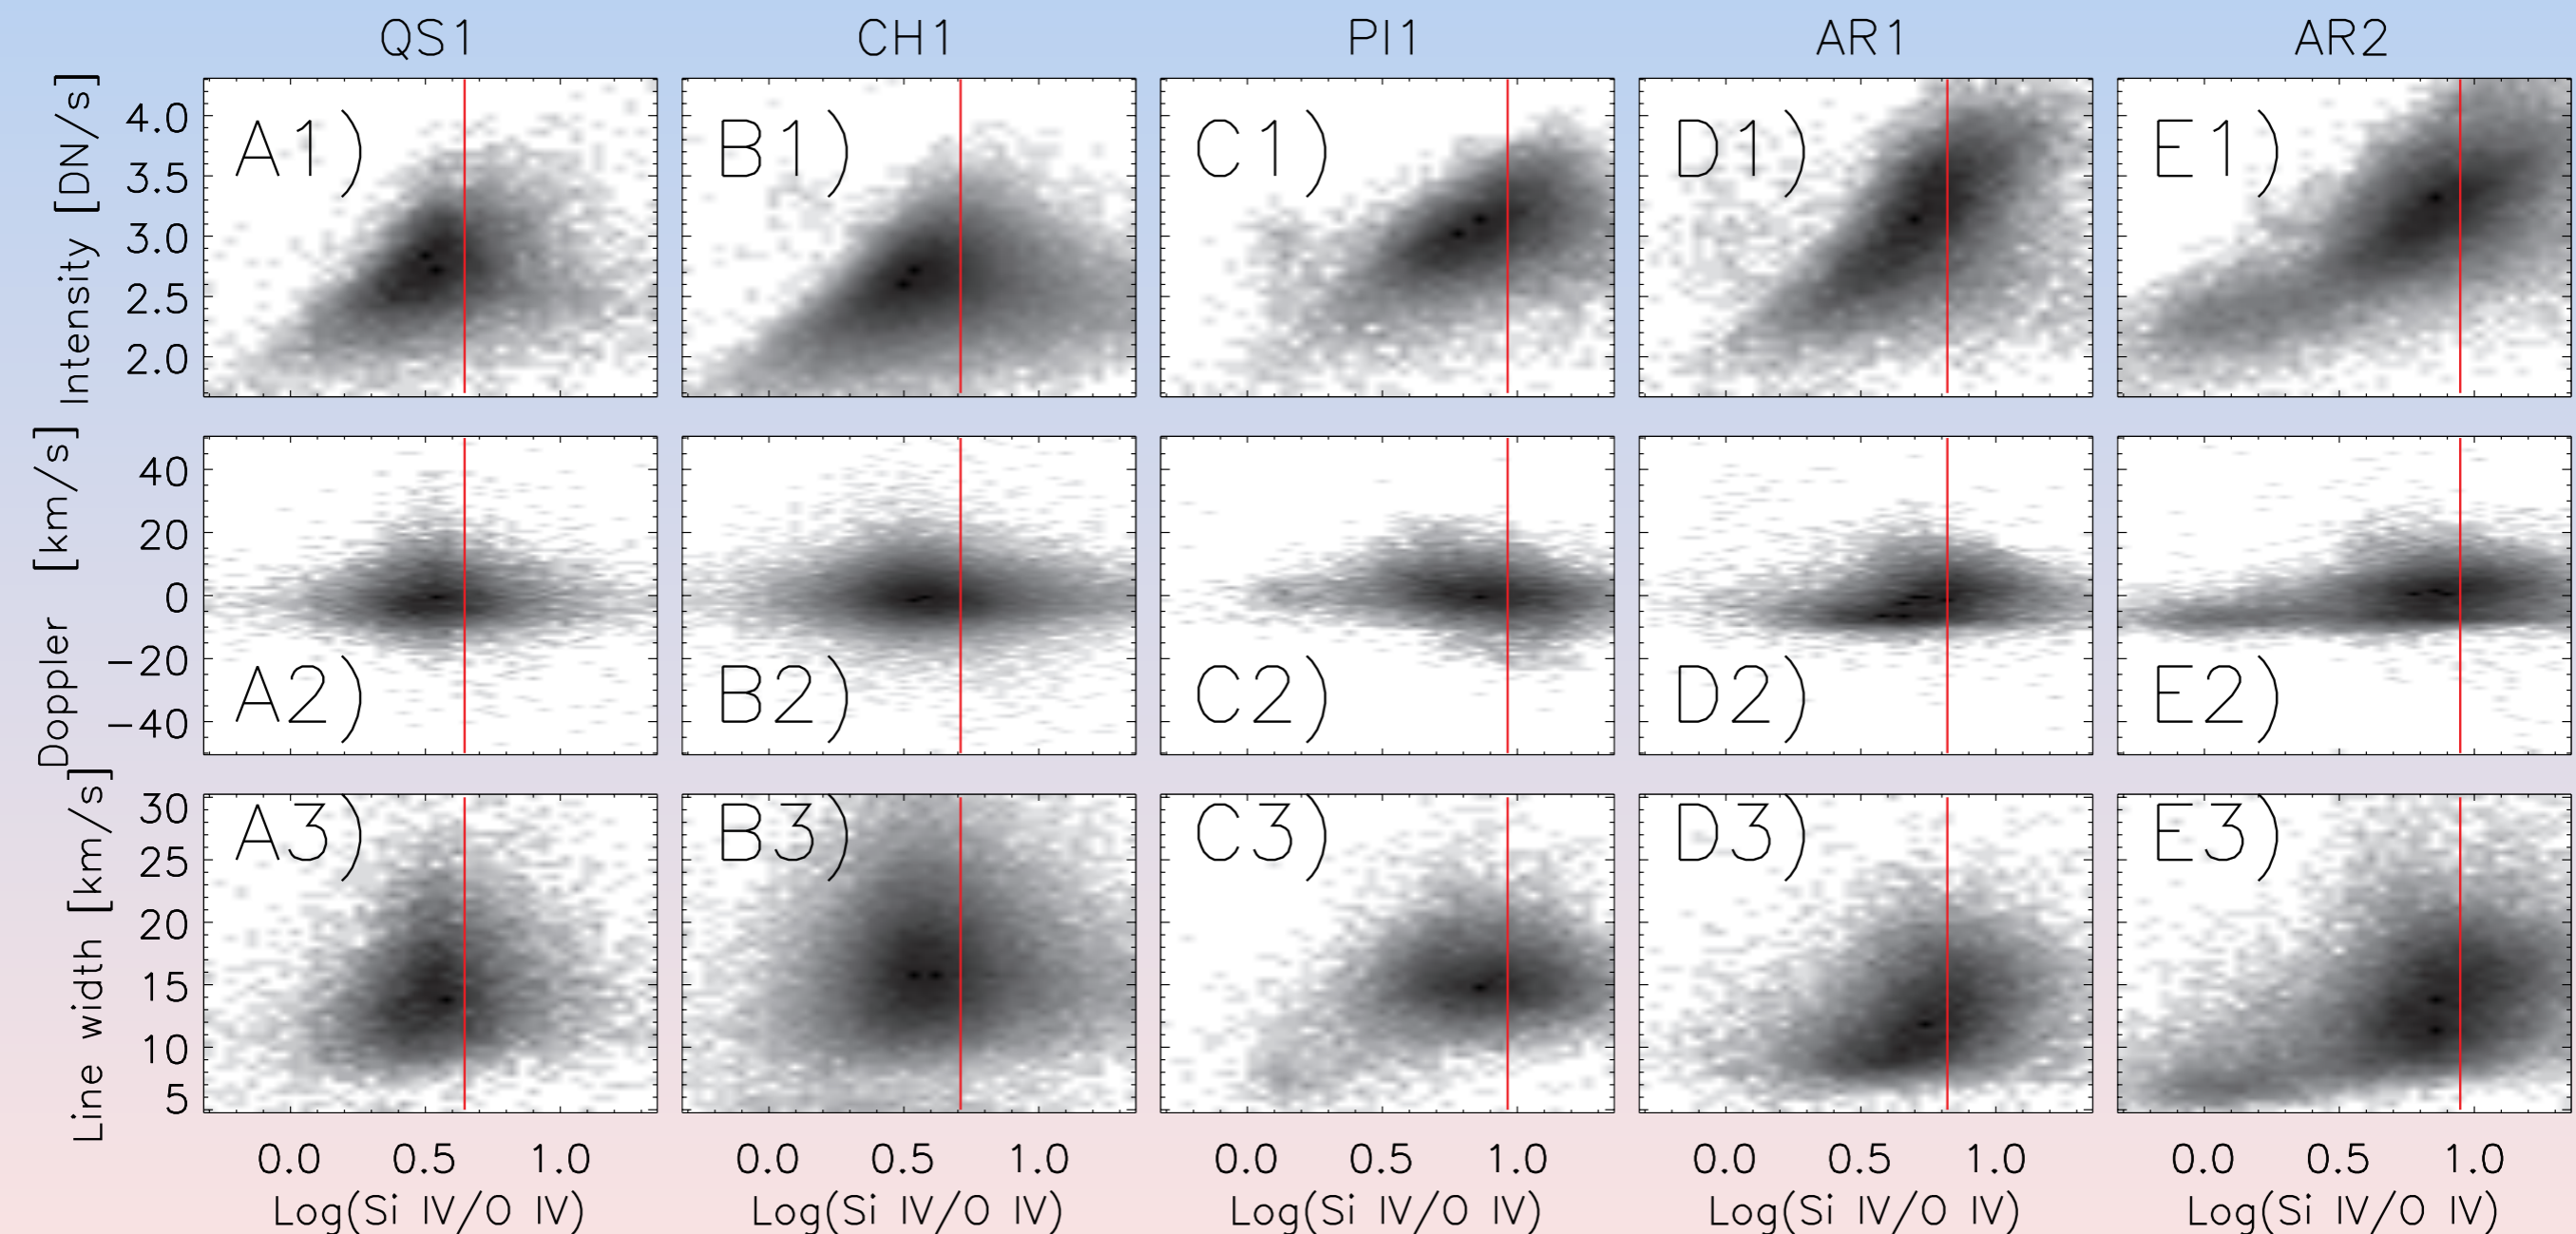 QS1 CH1 PI1 AR1 AR2
Intensity [DN/s]
4.0
3.5
3.0
2.5
2.0
A1) B1) C1) D1) E1)
Doppler [km/s]
40
20
0
−20
−40
A2) B2) C2) D2) E2)
Line width [km/s]
30
25
20
15
10
5
A3) B3) C3) D3) E3)
0.0 0.5 1.0 0.0 0.5 1.0 0.0 0.5 1.0 0.0 0.5 1.0 0.0 0.5 1.0
Log(Si IV/O IV) Log(Si IV/O IV) Log(Si IV/O IV) Log(Si IV/O IV) Log(Si IV/O IV)